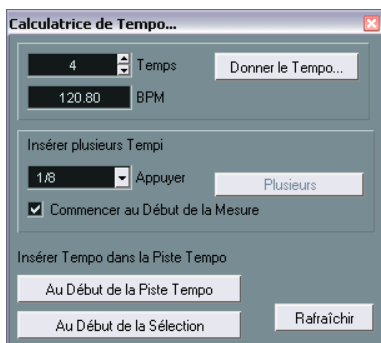 Calculatrice de Tempo...
4 Temps Donner le Tempo...
120.80 BPM
Insérer plusieurs Tempi
1/8 Appuyer Plusieurs
Commencer au Début de la Mesure
Insérer Tempo dans la Piste Tempo
Au Début de la Piste Tempo
Au Début de la Sélection Rafraîchir